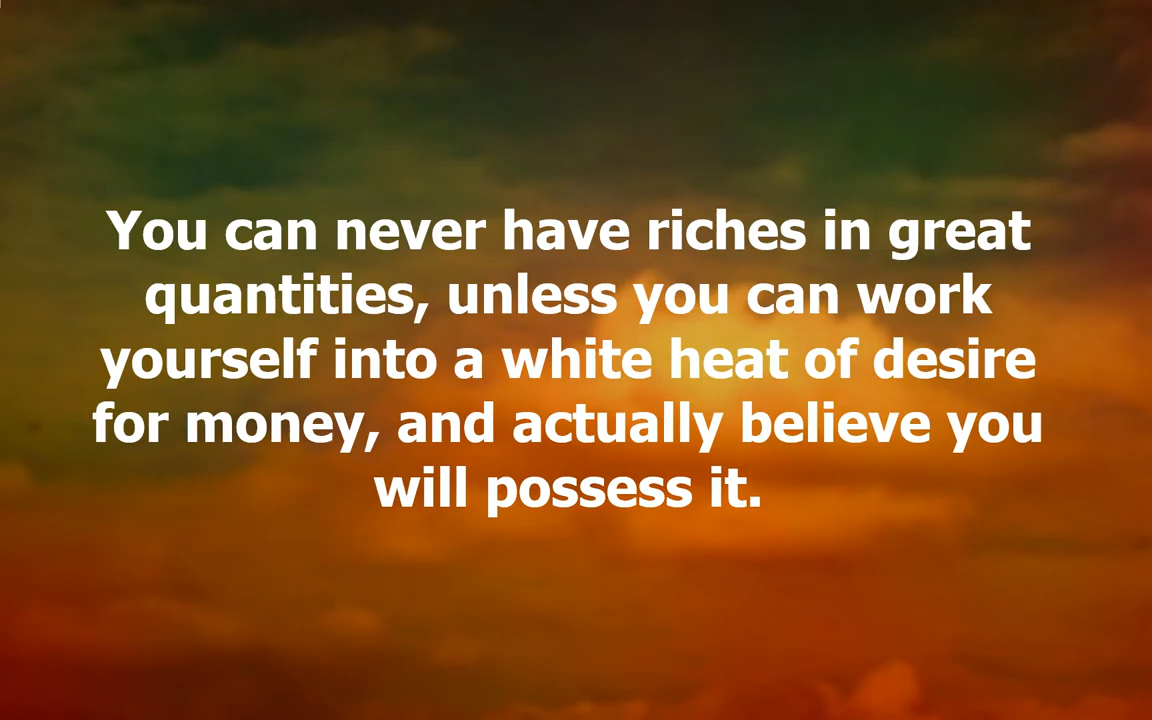 You can never have riches in great
quantities, unless you can work
yourself into a white heat of desire
for money, and actually believe you
will possess it.